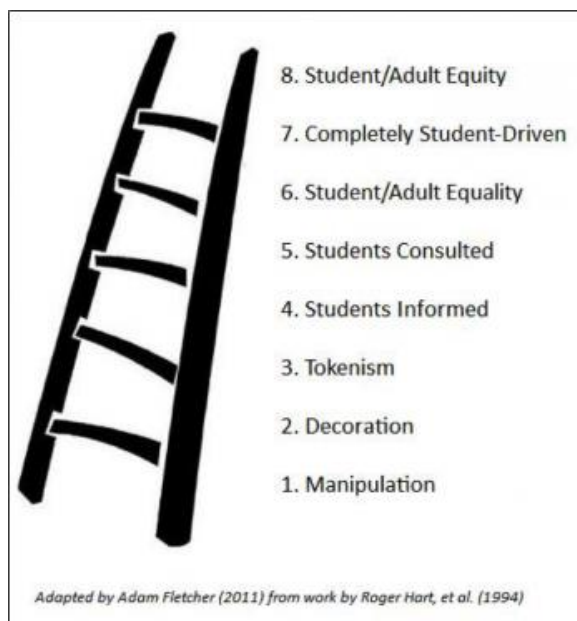 8. Student/Adult Equity
7. Completely Student-Driven
6. Student/Adult Equality
5. Students Consulted
4. Students Informed
3. Tokenism
2. Decoration
1. Manipulation
Adapted by Adam Fletcher (2011) from work by Roger Hart, et al. (1994)